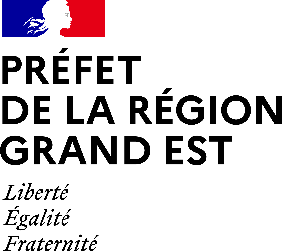 PRÉFET
DE LA RÉGION
GRAND EST
Liberté
Égalité
Fraternité